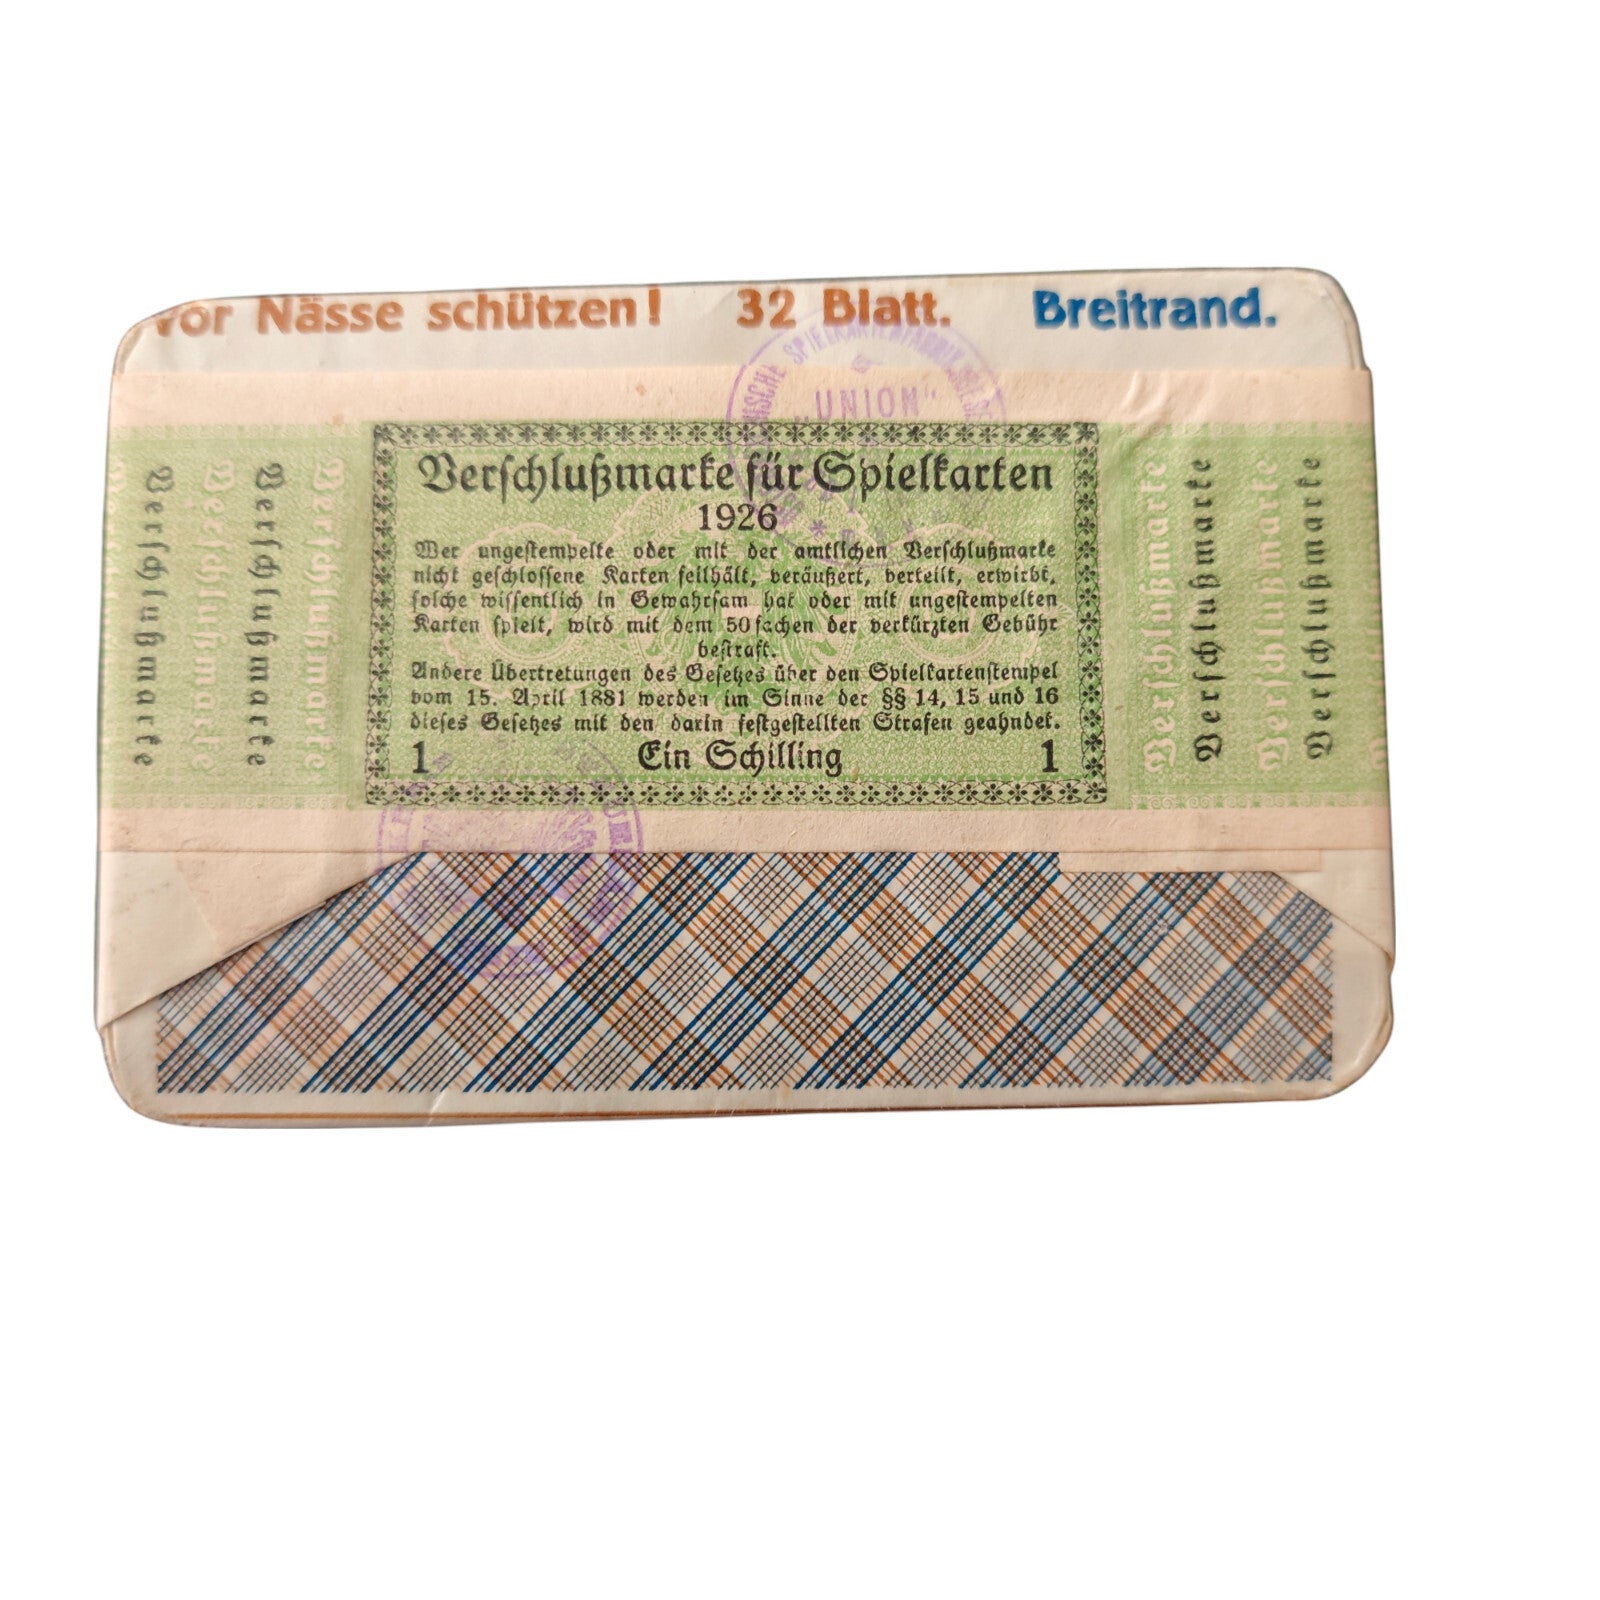 vor Nässe schützen! 32 Blatt. Breitrand.
SPIELKARTENFABRIK
"UNION"
Verschlußmarke für Spielkarten
1926
Wer ungestempelte oder mit der amtlichen Verschlußmarke
nicht geschlossene Karten feilhält, veräußert, verteilt, erwirbt,
solche wissentlich in Gewahrsam hat oder mit ungestempelten
Karten spielt, wird mit dem 50fachen der verkürzten Gebühr
bestraft.
Andere Übertretungen des Gesetzes über den Spielkartenstempel
vom 15. April 1881 werden im Sinne der §§ 14, 15 und 16
dieses Gesetzes mit den darin festgestellten Strafen geahndet.
1 Ein Schilling 1
Verschlußmarke
Verschlußmarke
Verschlußmarke
Verschlußmarke
Verschlußmarke
Verschlußmarke
Verschlußmarke
Verschlußmarke